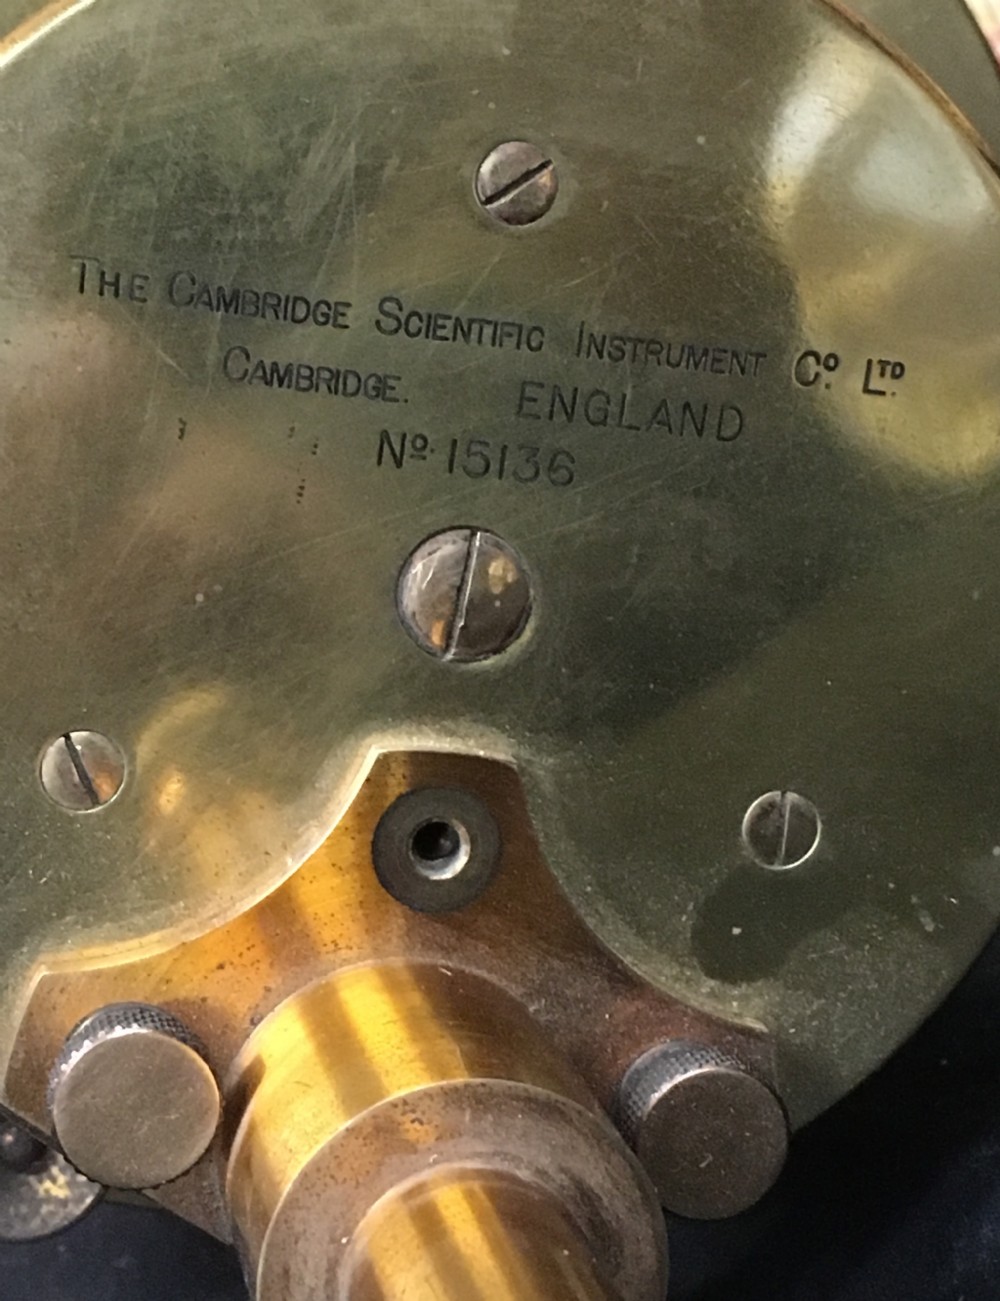 THE CAMBRIDGE SCIENTIFIC INSTRUMENT Cº. LTD.
CAMBRIDGE. ENGLAND
Nº 15136